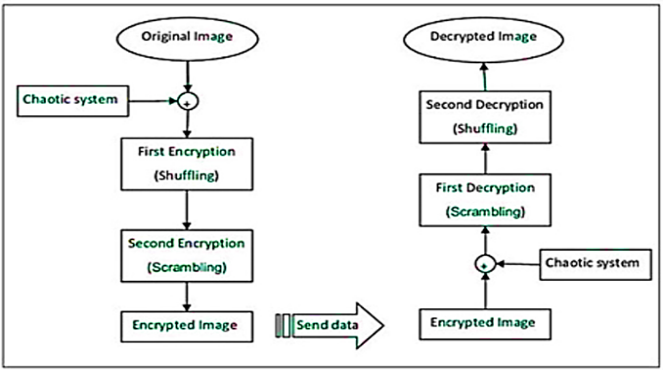 Original Image
Chaotic system
+
First Encryption
(Shuffling)
Second Encryption
(Scrambling)
Encrypted Image
Send data
Decrypted Image
Second Decryption
(Shuffling)
First Decryption
(Scrambling)
+
Chaotic system
Encrypted Image